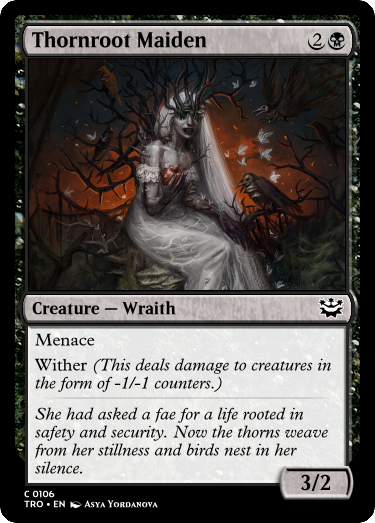 Thornroot Maiden 2
Creature — Wraith
Menace
Wither (This deals damage to creatures in
the form of -1/-1 counters.)
She had asked a fae for a life rooted in
safety and security. Now the thorns weave
from her stillness and birds nest in her
silence.
3/2
C 0106
TRO • EN Asya Yordanova